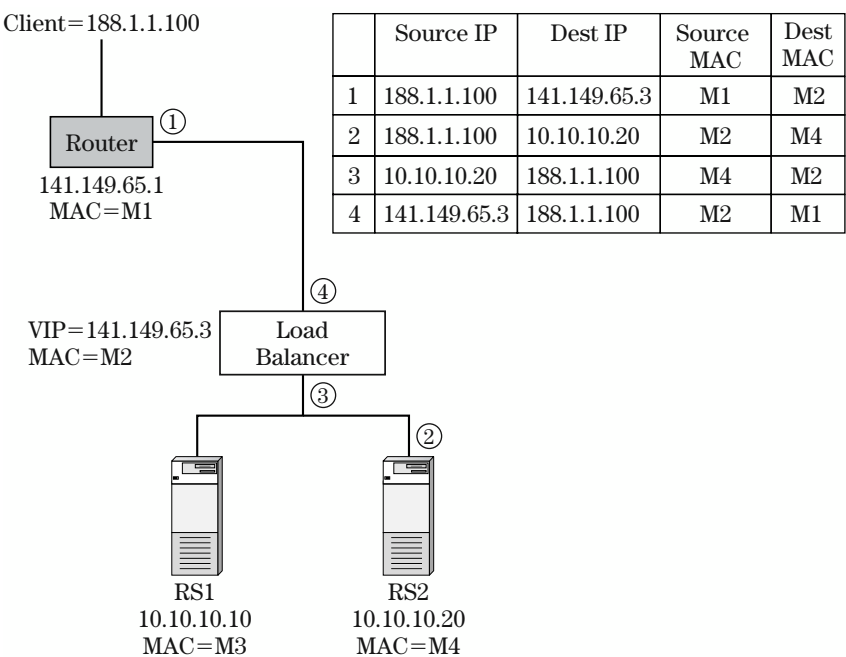 Client=188.1.1.100
Source IP Dest IP Source MAC Dest MAC
1 188.1.1.100 141.149.65.3 M1 M2
2 188.1.1.100 10.10.10.20 M2 M4
3 10.10.10.20 188.1.1.100 M4 M2
4 141.149.65.3 188.1.1.100 M2 M1
①
Router
141.149.65.1
MAC=M1
④
VIP=141.149.65.3
MAC=M2
Load
Balancer
③
②
RS1
10.10.10.10
MAC=M3
RS2
10.10.10.20
MAC=M4